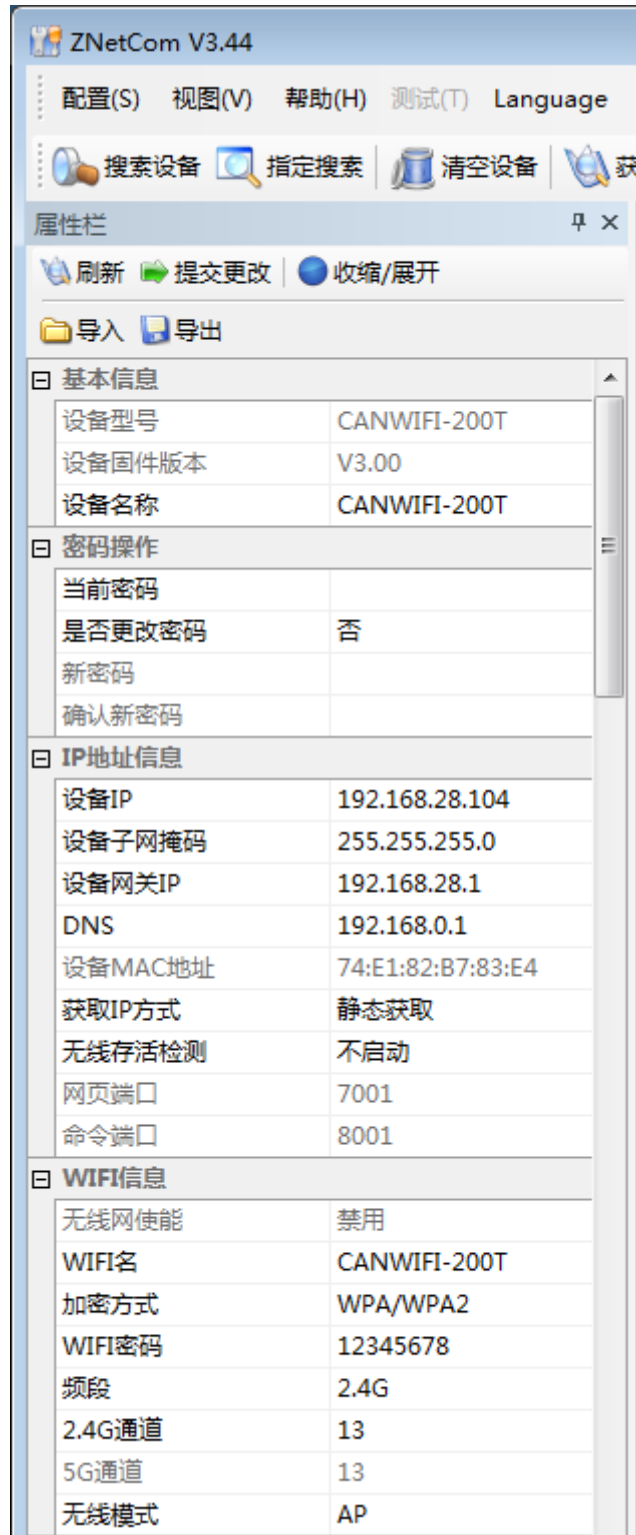 ZNetCom V3.44
配置(S) 视图(V) 帮助(H) 测试(T) Language
搜索设备 指定搜索 清空设备 获
属性栏
刷新 提交更改 收缩/展开
导入 导出
基本信息
设备型号 CANWIFI-200T
设备固件版本 V3.00
设备名称 CANWIFI-200T
密码操作
当前密码
是否更改密码 否
新密码
确认新密码
IP地址信息
设备IP 192.168.28.104
设备子网掩码 255.255.255.0
设备网关IP 192.168.28.1
DNS 192.168.0.1
设备MAC地址 74:E1:82:B7:83:E4
获取IP方式 静态获取
无线存活检测 不启动
网页端口 7001
命令端口 8001
WIFI信息
无线网使能 禁用
WIFI名 CANWIFI-200T
加密方式 WPA/WPA2
WIFI密码 12345678
频段 2.4G
2.4G通道 13
5G通道 13
无线模式 AP